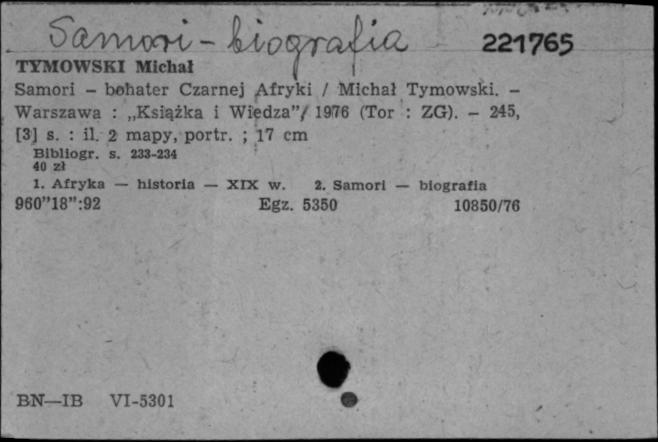 Samori - biografia 221765
TYMOWSKI Michał
Samori – bohater Czarnej Afryki / Michał Tymowski. –
Warszawa : „Książka i Wiedza”, 1976 (Tor : ZG). – 245,
[3] s. : il. 2 mapy, portr. ; 17 cm
Bibliogr. s. 233-234
40 zł
1. Afryka — historia — XIX w. 2. Samori — biografia
960”18”:92 Egz. 5350 10850/76
BN—IB VI-5301